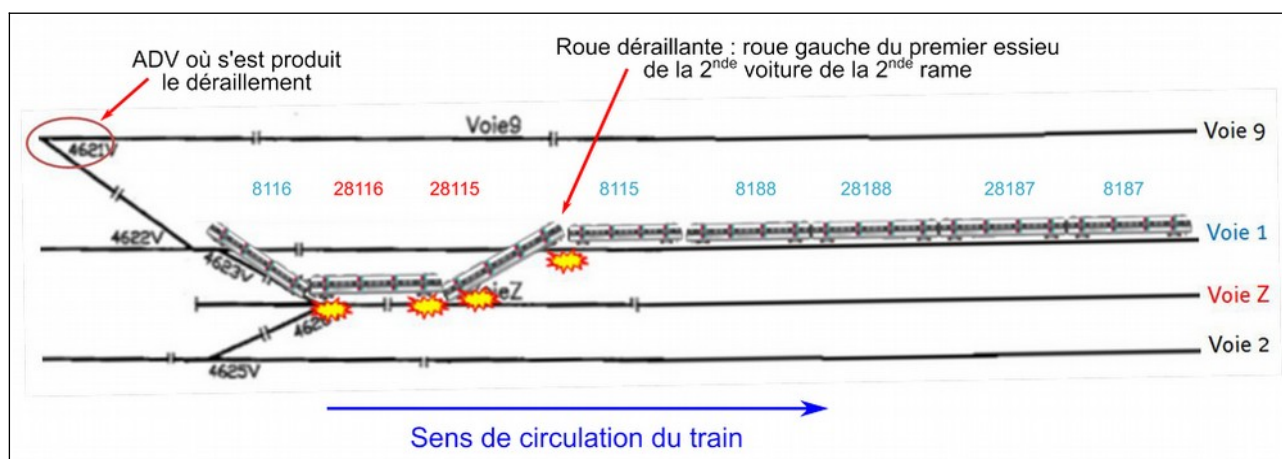 ADV où s'est produit
le déraillement
Roue déraillante : roue gauche du premier essieu
de la 2nde voiture de la 2nde rame
4621V
Voie9
Voie 9
8116
28116
28115
8115
8188
28188
28187
8187
4622V
4623V
Voie 1
Voie Z
4625V
Voie 2
Sens de circulation du train